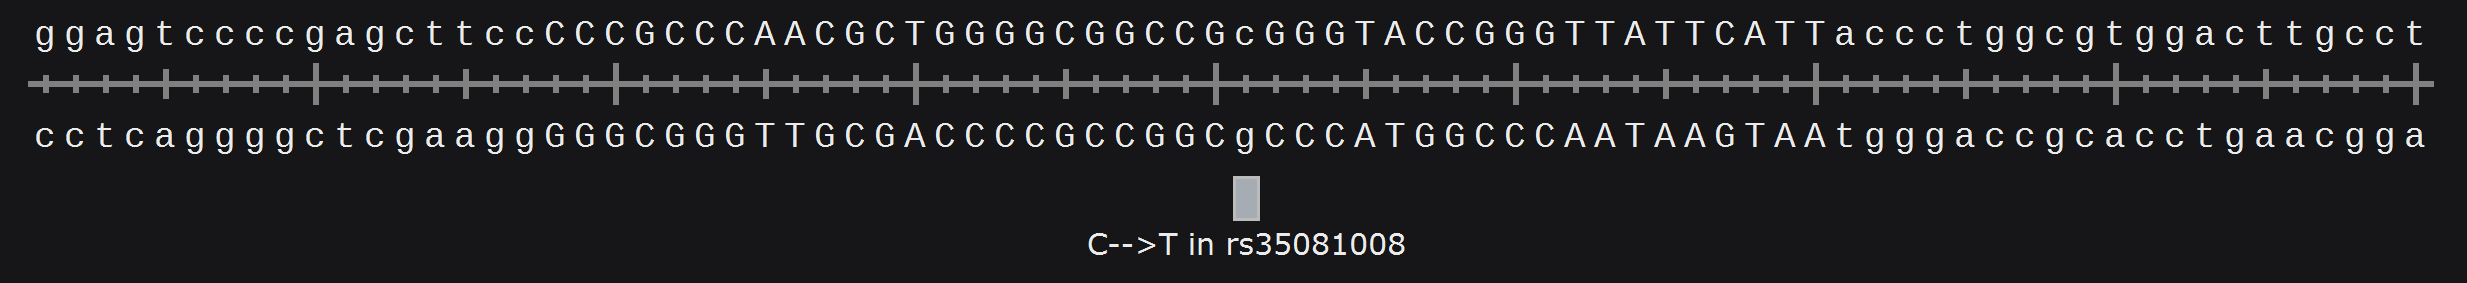 ggagtccccgagcttccCCCGCCCAACGCTGGGGCGGCCGcGGGTACCGGGTTATTCATTaccctggcgtggacttgcct
cctcaggggctcgaaggGGGCGGGTTGCGACCCCGCCGGCgCCCATGGCCCAATAAGTAAtgggaccgcacctgaacgga
C-->T in rs35081008